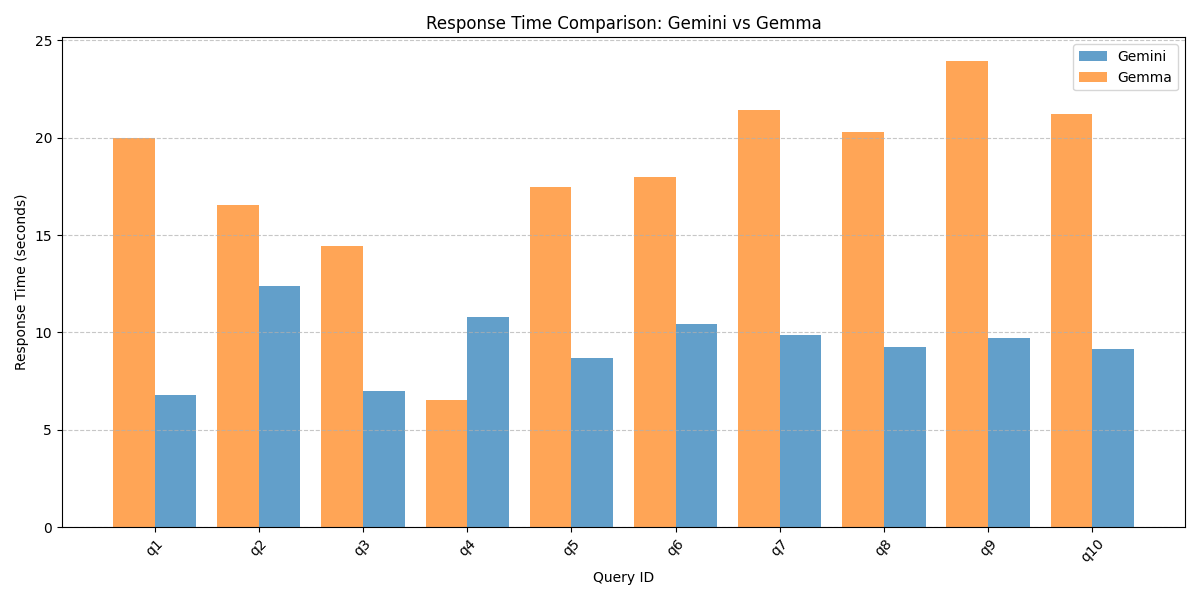 Response Time Comparison: Gemini vs Gemma
25
20
15
10
5
0
Response Time (seconds)
Gemini
Gemma
q1 q2 q3 q4 q5 q6 q7 q8 q9 q10
Query ID